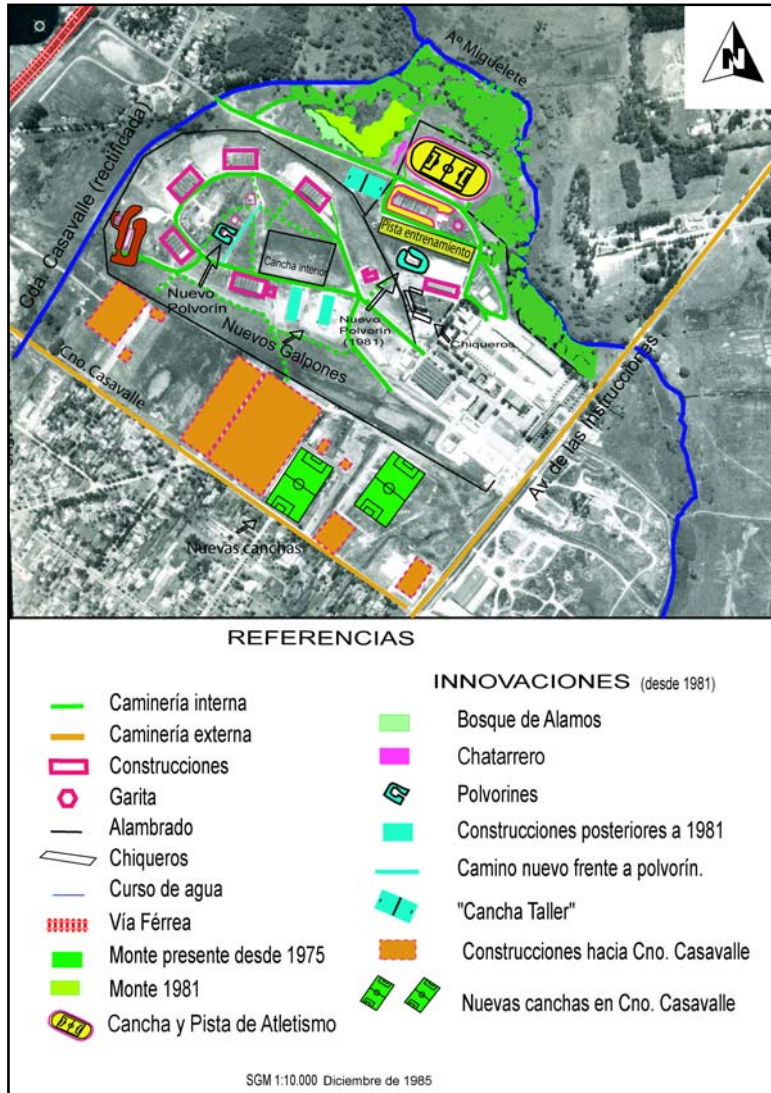 N
Aº Miguelete
Cda. Casavalle (rectificada)
Pista entrenamiento
Cancha interior
Nuevo
Polvorín
Nuevo
Polvorín
(1981)
Chiqueros
Nuevos Galpones
Cno. Casavalle
Av. de las Instrucciones
Nuevas canchas
REFERENCIAS
Caminería interna
Caminería externa
Construcciones
Garita
Alambrado
Chiqueros
Curso de agua
Vía Férrea
Monte presente desde 1975
Monte 1981
Cancha y Pista de Atletismo
INNOVACIONES (desde 1981)
Bosque de Alamos
Chatarrero
Polvorines
Construcciones posteriores a 1981
Camino nuevo frente a polvorín.
"Cancha Taller"
Construcciones hacia Cno. Casavalle
Nuevas canchas en Cno. Casavalle
SGM 1:10.000 Diciembre de 1985